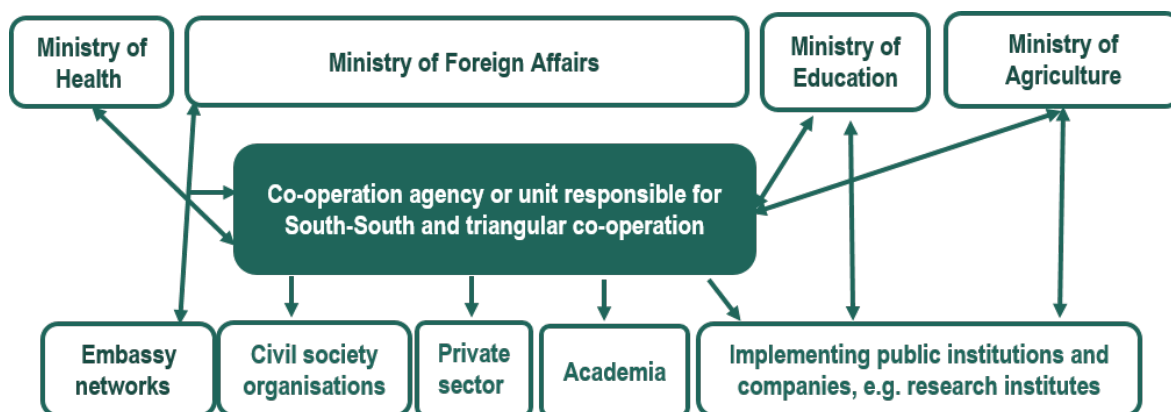 Ministry of
Health
Ministry of Foreign Affairs
Ministry of
Education
Ministry of
Agriculture
Co-operation agency or unit responsible for
South-South and triangular co-operation
Embassy
networks
Civil society
organisations
Private
sector
Academia
Implementing public institutions and
companies, e.g. research institutes